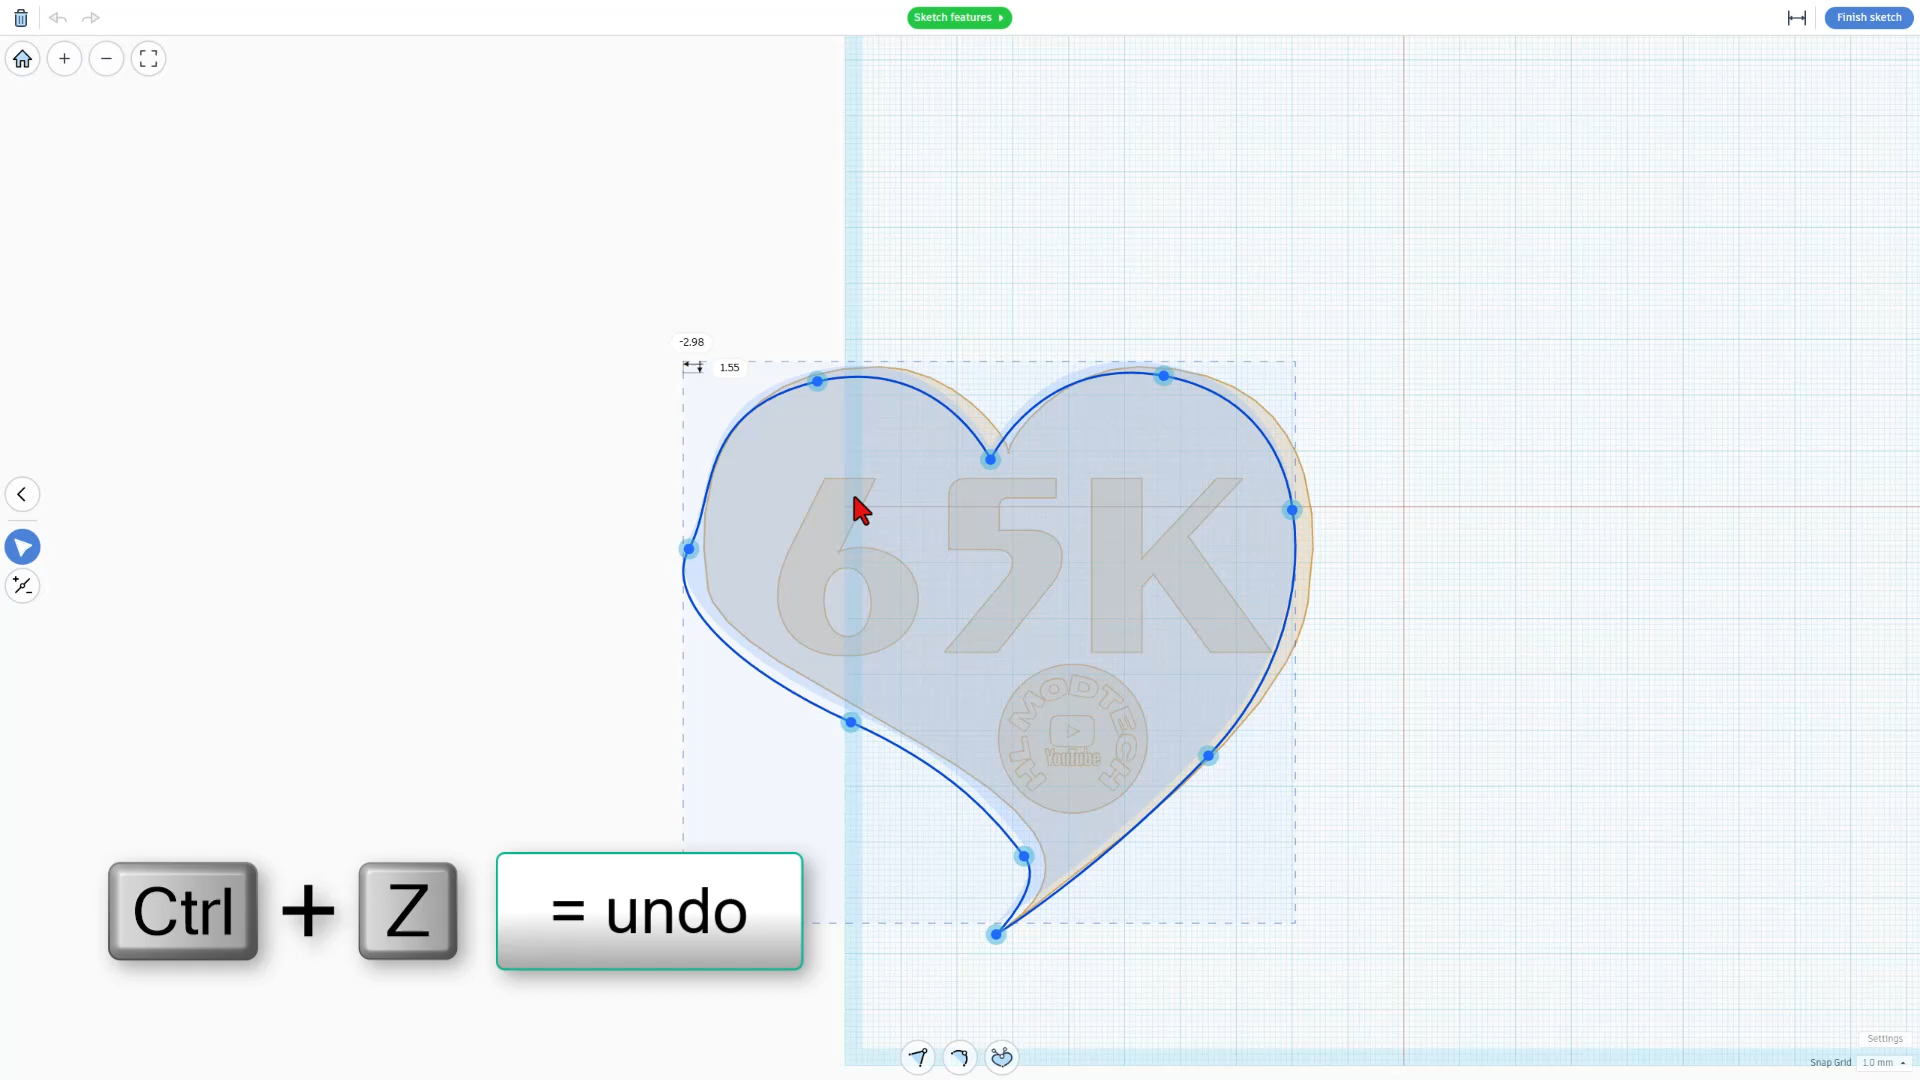 Sketch features
Finish sketch
-2.98
1.55
65K
HL MODTECH
YouTube
Ctrl + Z = undo
Settings
Snap Grid 1.0 mm